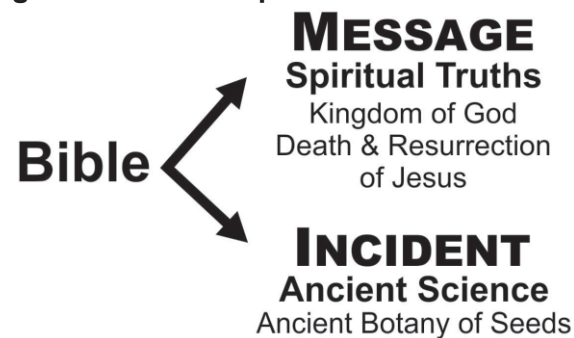 MESSAGE
Spiritual Truths
Kingdom of God
Death & Resurrection
of Jesus
Bible
INCIDENT
Ancient Science
Ancient Botany of Seeds